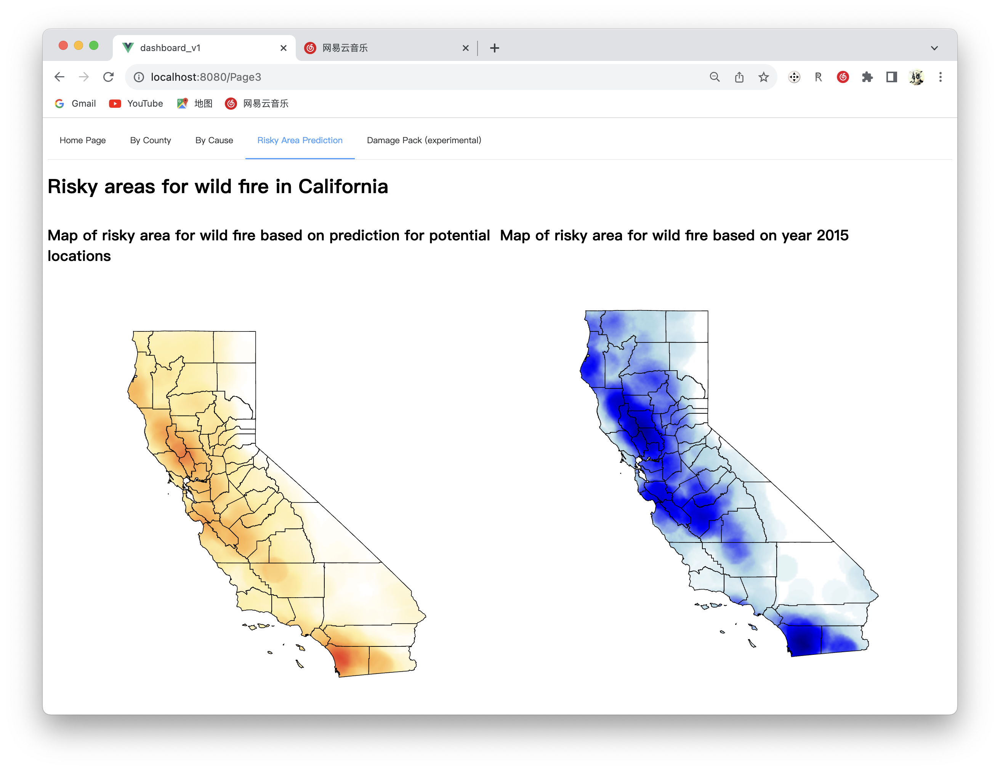 dashboard_v1
网易云音乐
localhost:8080/Page3
Gmail
YouTube
地图
网易云音乐
Home Page
By County
By Cause
Risky Area Prediction
Damage Pack (experimental)
Risky areas for wild fire in California
Map of risky area for wild fire based on prediction for potential
locations
Map of risky area for wild fire based on year 2015